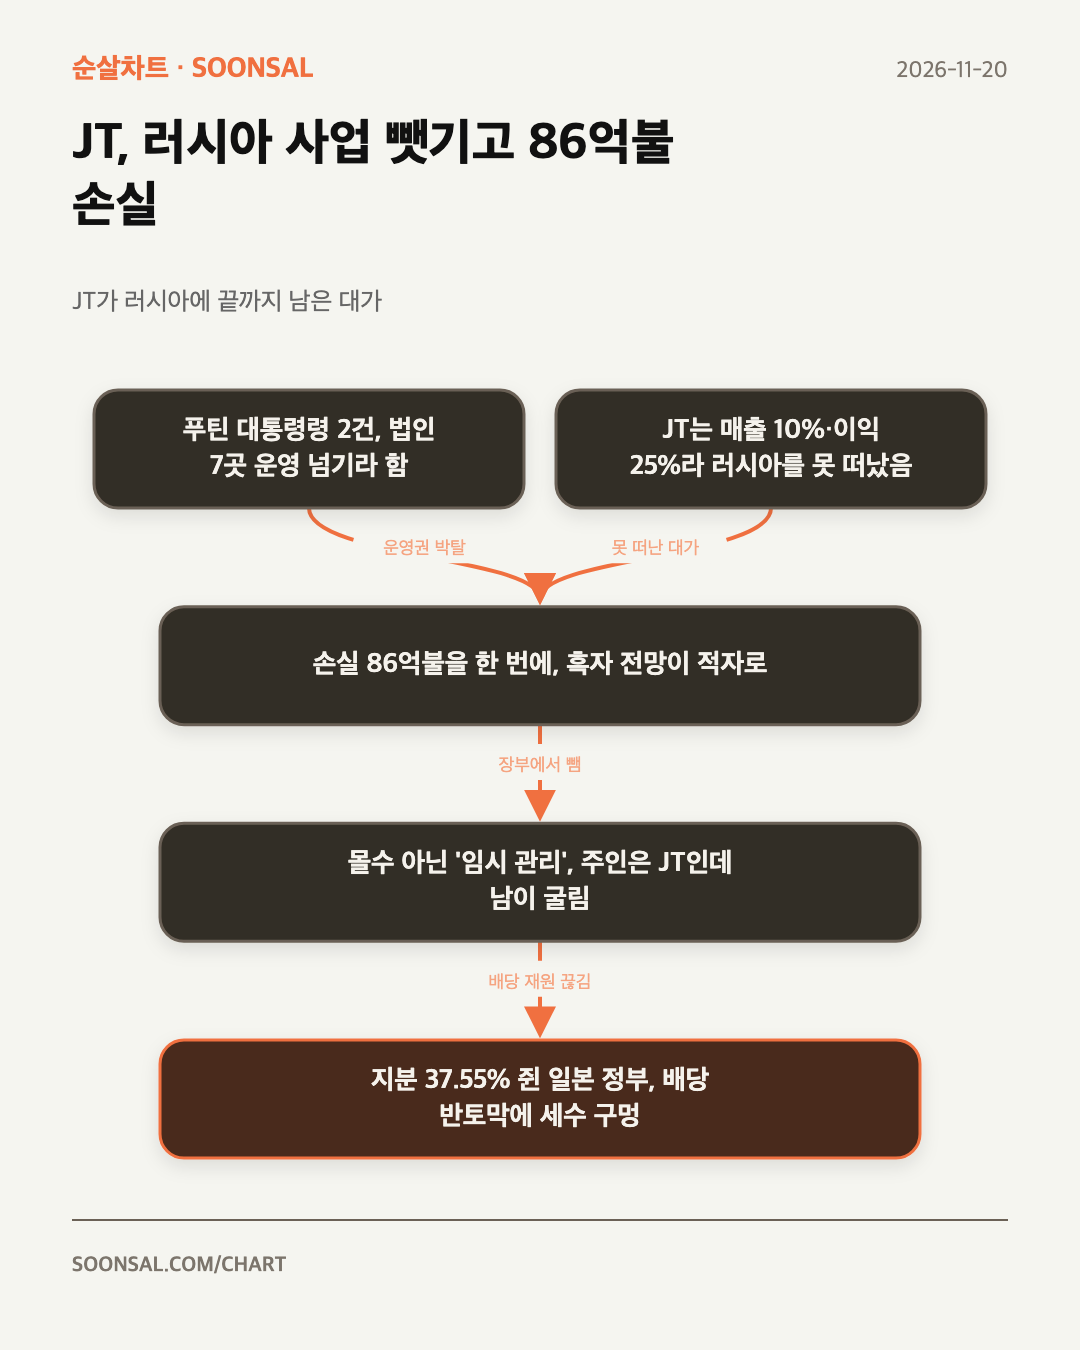 순살차트 · SOONSAL
2026-11-20
JT, 러시아 사업 뺏기고 86억불
손실
JT가 러시아에 끝까지 남은 대가
푸틴 대통령령 2건, 법인
7곳 운영 넘기라 함
JT는 매출 10%·이익
25%라 러시아를 못 떠났음
운영권 박탈
못 떠난 대가
손실 86억불을 한 번에, 흑자 전망이 적자로
장부에서 뺌
몰수 아닌 '임시 관리', 주인은 JT인데
남이 굴림
배당 재원 끊김
지분 37.55% 쥔 일본 정부, 배당
반토막에 세수 구멍
SOONSAL.COM/CHART